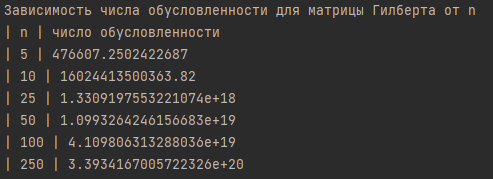 Зависимость числа обусловленности для матрицы Гилберта от n
| n | число обусловленности
| 5 | 476607.2502422687
| 10 | 16024413500363.82
| 25 | 1.3309197553221074e+18
| 50 | 1.0993264246156683e+19
| 100 | 4.109806313288036e+19
| 250 | 3.3934167005722326e+20